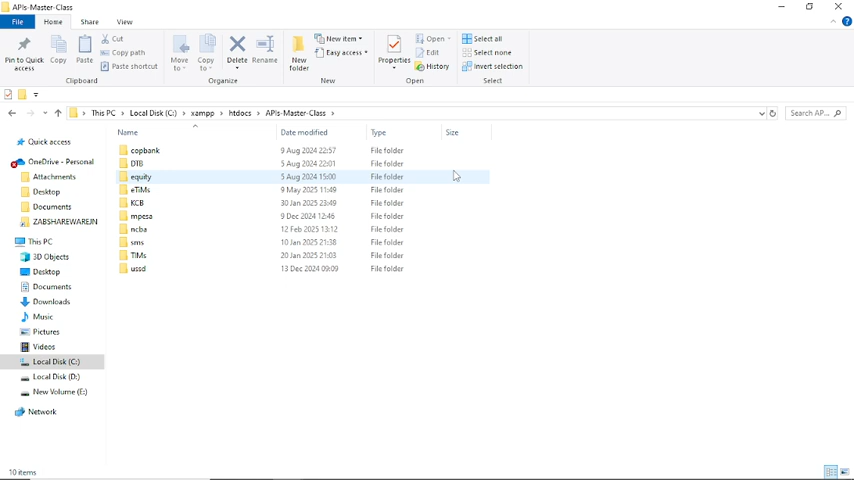 APIs-Master-Class
File Home Share View
Pin to Quick access Copy Paste Cut Copy path Paste shortcut Move to Copy to Delete Rename New folder New item Easy access Properties Open Edit History Select all Select none Invert selection
Clipboard Organize New Open Select
This PC > Local Disk (C:) > xampp > htdocs > APIs-Master-Class > Search AP...
Name Date modified Type Size
Quick access
OneDrive - Personal
Attachments
Desktop
Documents
ZABSHAREWAREJN
This PC
3D Objects
Desktop
Documents
Downloads
Music
Pictures
Videos
Local Disk (C:)
Local Disk (D:)
New Volume (E:)
Network
copbank 9 Aug 2024 22:57 File folder
DTB 5 Aug 2024 22:01 File folder
equity 5 Aug 2024 15:00 File folder
eTiMs 9 May 2025 11:49 File folder
KCB 30 Jan 2025 23:49 File folder
mpesa 9 Dec 2024 12:46 File folder
ncba 12 Feb 2025 13:12 File folder
sms 10 Jan 2025 21:38 File folder
TIMs 20 Jan 2025 21:03 File folder
ussd 13 Dec 2024 09:09 File folder
10 items